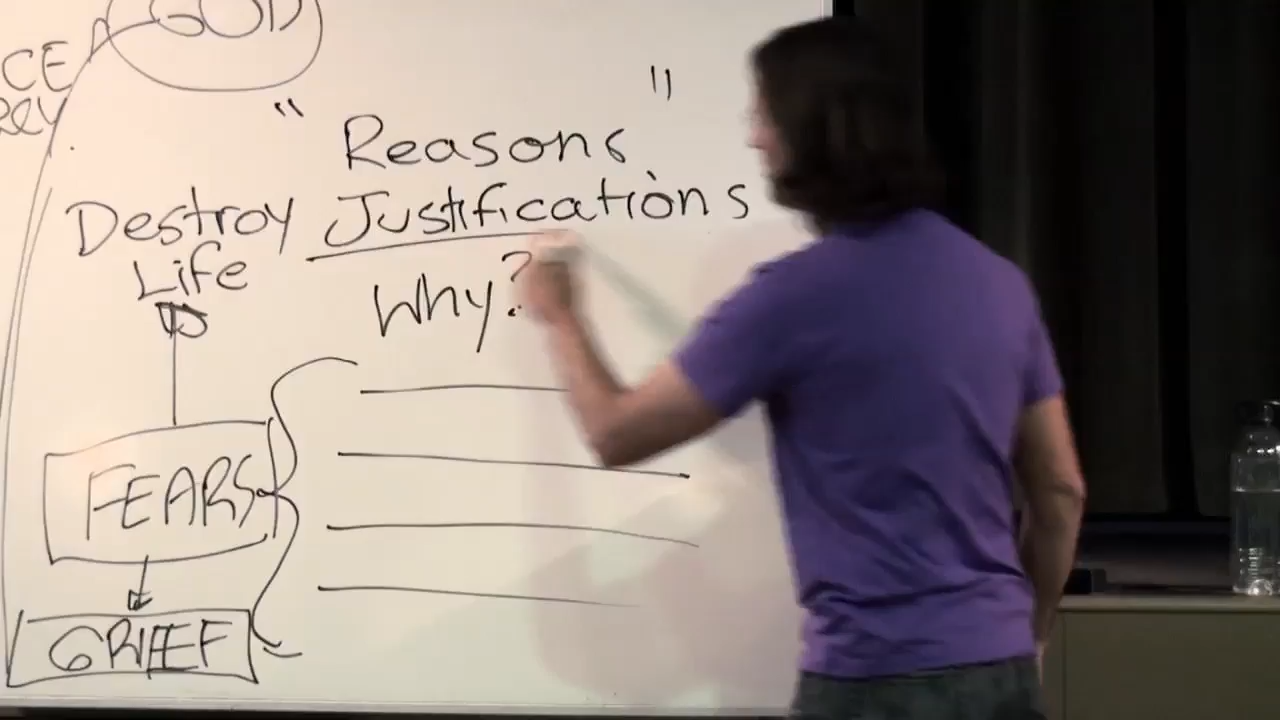 GOD
CE
" Reasons "
Destroy Justifications
Life
Why?
FEARS
GRIEF